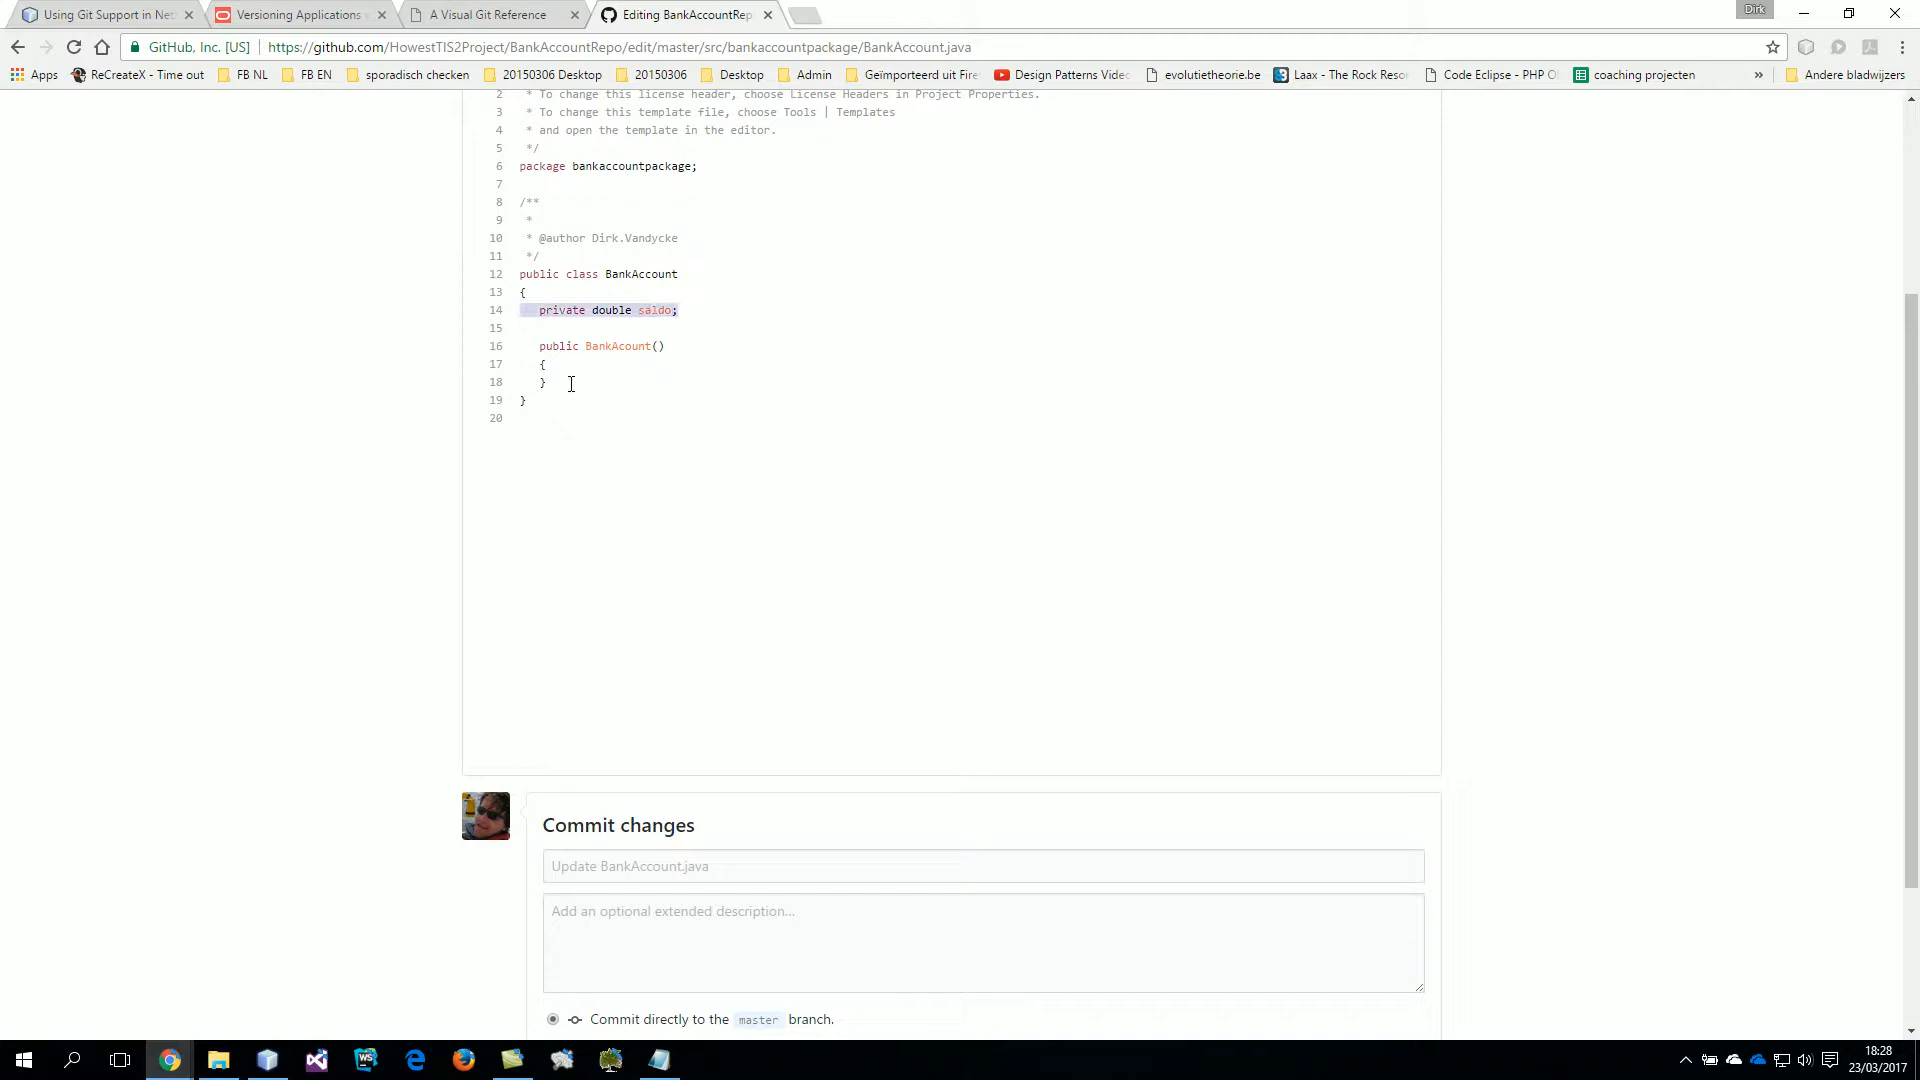 Using Git Support in Net
Versioning Applications
A Visual Git Reference
Editing BankAccountRep
Dirk
GitHub, Inc. [US]
https://github.com/HowestTIS2Project/BankAccountRepo/edit/master/src/bankaccountpackage/BankAccount.java
Apps
ReCreateX - Time out
FB NL
FB EN
sporadisch checken
20150306 Desktop
20150306
Desktop
Admin
Geïmporteerd uit Fire
Design Patterns Video
evolutietheorie.be
Laax - The Rock Reso
Code Eclipse - PHP O
coaching projecten
»
Andere bladwijzers
2 * To change this license header, choose License Headers in Project Properties.
3 * To change this template file, choose Tools | Templates
4 * and open the template in the editor.
5 */
6 package bankaccountpackage;
7
8 /**
9 *
10 * @author Dirk.Vandycke
11 */
12 public class BankAccount
13 {
14 private double saldo;
15
16 public BankAcount()
17 {
18 }
19 }
20
Commit changes
Update BankAccount.java
Add an optional extended description...
Commit directly to the master branch.
WS
18:28
23/03/2017